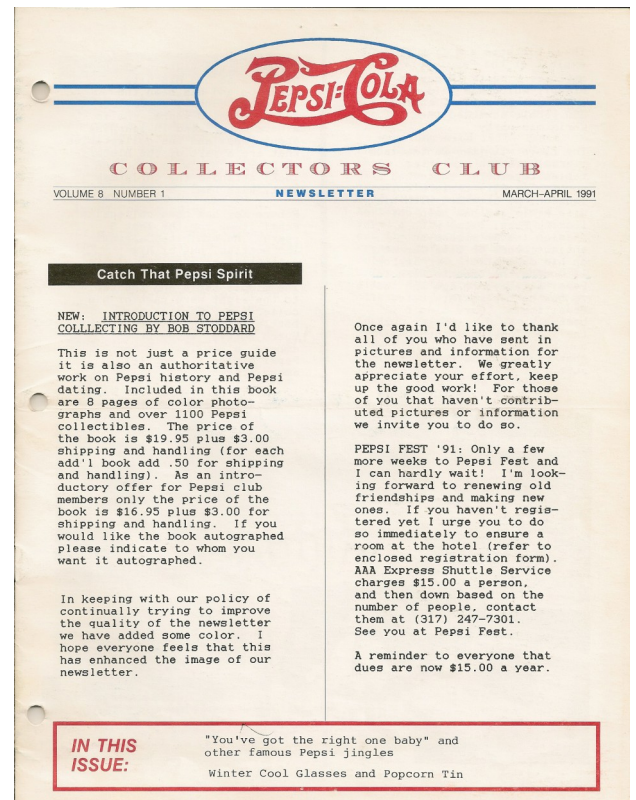 PEPSI=COLA
COLLECTORS CLUB
VOLUME 8 NUMBER 1 NEWSLETTER MARCH–APRIL 1991
Catch That Pepsi Spirit
NEW: INTRODUCTION TO PEPSI
COLLLECTING BY BOB STODDARD
This is not just a price guide
it is also an authoritative
work on Pepsi history and Pepsi
dating. Included in this book
are 8 pages of color photo-
graphs and over 1100 Pepsi
collectibles. The price of
the book is $19.95 plus $3.00
shipping and handling (for each
add'l book add .50 for shipping
and handling). As an intro-
ductory offer for Pepsi club
members only the price of the
book is $16.95 plus $3.00 for
shipping and handling. If you
would like the book autographed
please indicate to whom you
want it autographed.
In keeping with our policy of
continually trying to improve
the quality of the newsletter
we have added some color. I
hope everyone feels that this
has enhanced the image of our
newsletter.
Once again I'd like to thank
all of you who have sent in
pictures and information for
the newsletter. We greatly
appreciate your effort, keep
up the good work! For those
of you that haven't contrib-
uted pictures or information
we invite you to do so.
PEPSI FEST '91: Only a few
more weeks to Pepsi Fest and
I can hardly wait! I'm look-
ing forward to renewing old
friendships and making new
ones. If you haven't regis-
tered yet I urge you to do
so immediately to ensure a
room at the hotel (refer to
enclosed registration form).
AAA Express Shuttle Service
charges $15.00 a person,
and then down based on the
number of people, contact
them at (317) 247-7301.
See you at Pepsi Fest.
A reminder to everyone that
dues are now $15.00 a year.
IN THIS
ISSUE:
"You've got the right one baby" and
other famous Pepsi jingles
Winter Cool Glasses and Popcorn Tin